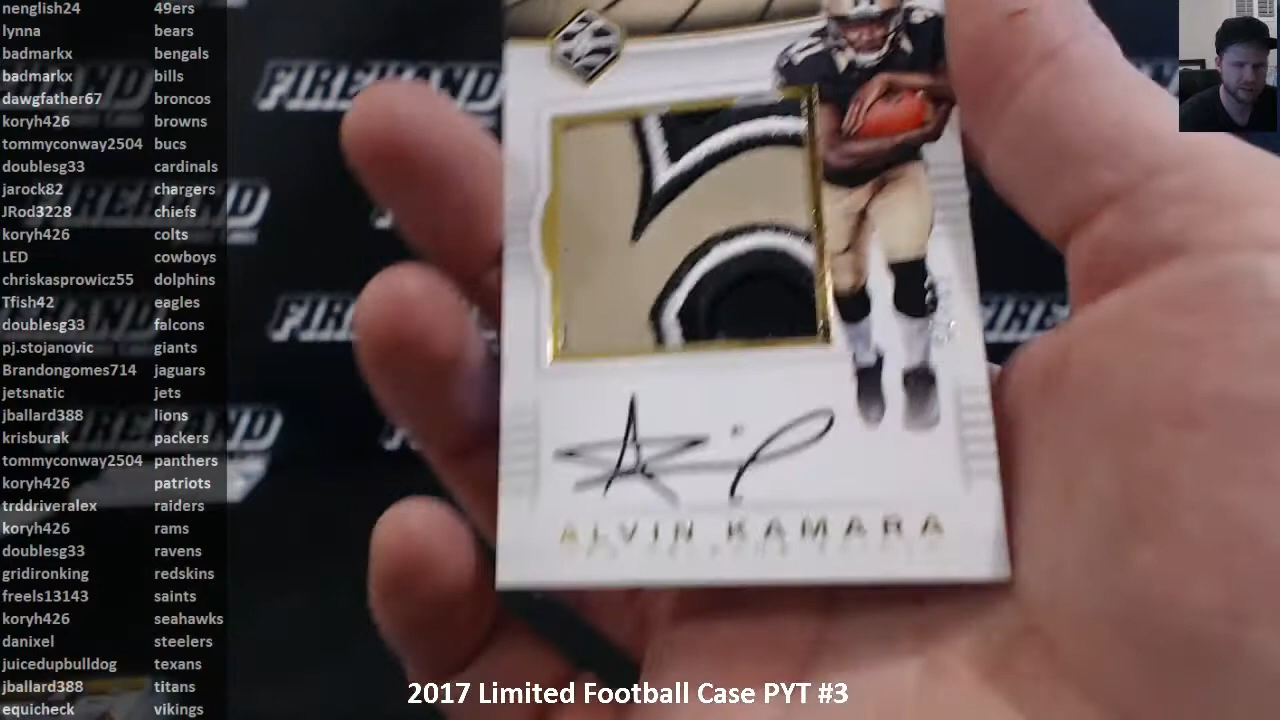 nenglish24 49ers
lynna bears
badmarkx bengals
badmarkx bills
dawgfather67 broncos
koryh426 browns
tommyconway2504 bucs
doublesg33 cardinals
jarock82 chargers
JRod3228 chiefs
koryh426 colts
LED cowboys
chriskasprowicz55 dolphins
Tfish42 eagles
doublesg33 falcons
pj.stojanovic giants
Brandongomes714 jaguars
jetsnatic jets
jballard388 lions
krisburak packers
tommyconway2504 panthers
koryh426 patriots
trddriveralex raiders
koryh426 rams
doublesg33 ravens
gridironking redskins
freels13143 saints
koryh426 seahawks
danixel steelers
juicedupbulldog texans
jballard388 titans
equicheck vikings
FIREHAND
ALVIN KAMARA
2017 Limited Football Case PYT #3